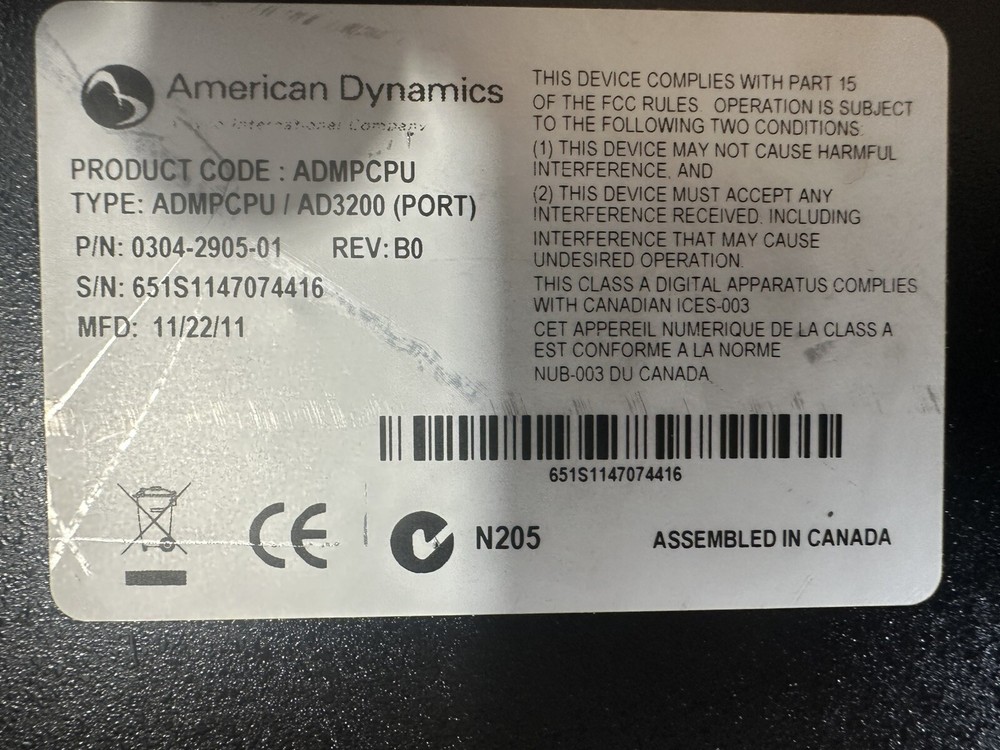 American Dynamics
International Company
PRODUCT CODE : ADMPCPU
TYPE: ADMPCPU / AD3200 (PORT)
P/N: 0304-2905-01 REV: B0
S/N: 651S1147074416
MFD: 11/22/11
THIS DEVICE COMPLIES WITH PART 15
OF THE FCC RULES. OPERATION IS SUBJECT
TO THE FOLLOWING TWO CONDITIONS:
(1) THIS DEVICE MAY NOT CAUSE HARMFUL
INTERFERENCE, AND
(2) THIS DEVICE MUST ACCEPT ANY
INTERFERENCE RECEIVED, INCLUDING
INTERFERENCE THAT MAY CAUSE
UNDESIRED OPERATION.
THIS CLASS A DIGITAL APPARATUS COMPLIES
WITH CANADIAN ICES-003
CET APPEREIL NUMERIQUE DE LA CLASS A
EST CONFORME A LA NORME
NUB-003 DU CANADA
651S1147074416
CE
N205
ASSEMBLED IN CANADA